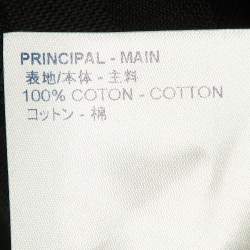 PRINCIPAL - MAIN
表地/本体 - 主料
100% COTON - COTTON
コットン - 棉